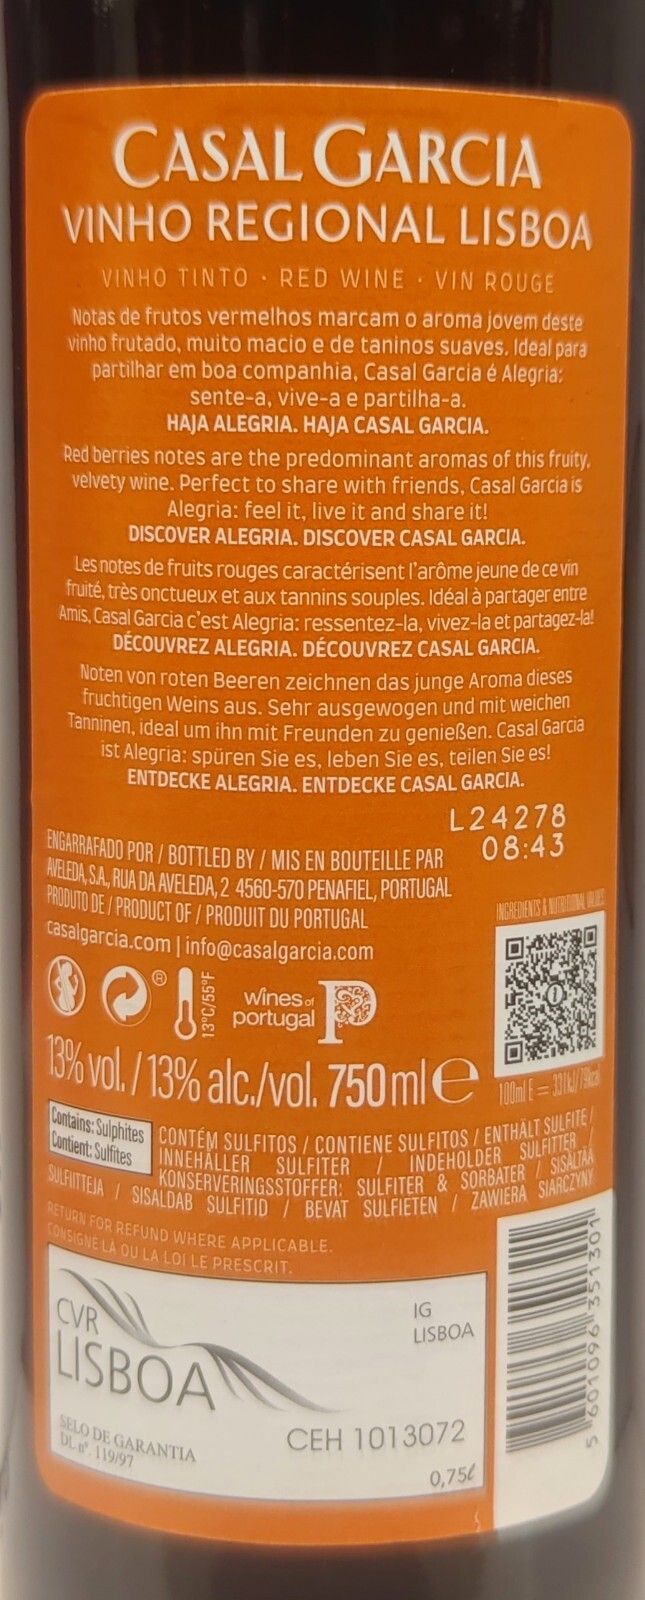 CASAL GARCIA
VINHO REGIONAL LISBOA
VINHO TINTO · RED WINE · VIN ROUGE
Notas de frutos vermelhos marcam o aroma jovem deste
vinho frutado, muito macio e de taninos suaves. Ideal para
partilhar em boa companhia, Casal Garcia é Alegria:
sente-a, vive-a e partilha-a.
HAJA ALEGRIA. HAJA CASAL GARCIA.
Red berries notes are the predominant aromas of this fruity,
velvety wine. Perfect to share with friends, Casal Garcia is
Alegria: feel it, live it and share it!
DISCOVER ALEGRIA. DISCOVER CASAL GARCIA.
Les notes de fruits rouges caractérisent l'arôme jeune de ce vin
fruité, très onctueux et aux tannins souples. Idéal à partager entre
Amis, Casal Garcia c'est Alegria: ressentez-la, vivez-la et partagez-la!
DÉCOUVREZ ALEGRIA. DÉCOUVREZ CASAL GARCIA.
Noten von roten Beeren zeichnen das junge Aroma dieses
fruchtigen Weins aus. Sehr ausgewogen und mit weichen
Tanninen, ideal um ihn mit Freunden zu genießen. Casal Garcia
ist Alegria: spüren Sie es, leben Sie es, teilen Sie es!
ENTDECKE ALEGRIA. ENTDECKE CASAL GARCIA.
L24278
08:43
ENGARRAFADO POR / BOTTLED BY / MIS EN BOUTEILLE PAR
AVELEDA, S.A., RUA DA AVELEDA, 2 4560-570 PENAFIEL, PORTUGAL
PRODUTO DE / PRODUCT OF / PRODUIT DU PORTUGAL
casalgarcia.com | info@casalgarcia.com
INGREDIENTS & NUTRITIONAL VALUES
®
13°C/55°F
wines of
portugal
13% vol. / 13% alc./vol. 750 ml e
100ml E = 331kJ/79kcal
Contains: Sulphites
Contient: Sulfites
CONTÉM SULFITOS / CONTIENE SULFITOS / ENTHÄLT SULFITE /
INNEHÅLLER SULFITER / INDEHOLDER SULFITTER /
KONSERVERINGSSTOFFER: SULFITER & SORBATER / SISÄLTÄÄ
SULFIITTEJA / SISALDAB SULFITID / BEVAT SULFIETEN / ZAWIERA SIARCZYNY
RETURN FOR REFUND WHERE APPLICABLE.
CONSIGNE LÀ OU LA LOI LE PRESCRIT.
CVR
LISBOA
IG
LISBOA
SELO DE GARANTIA
DL nº. 119/97
CEH 1013072
0,75ℓ
5 601096 351301